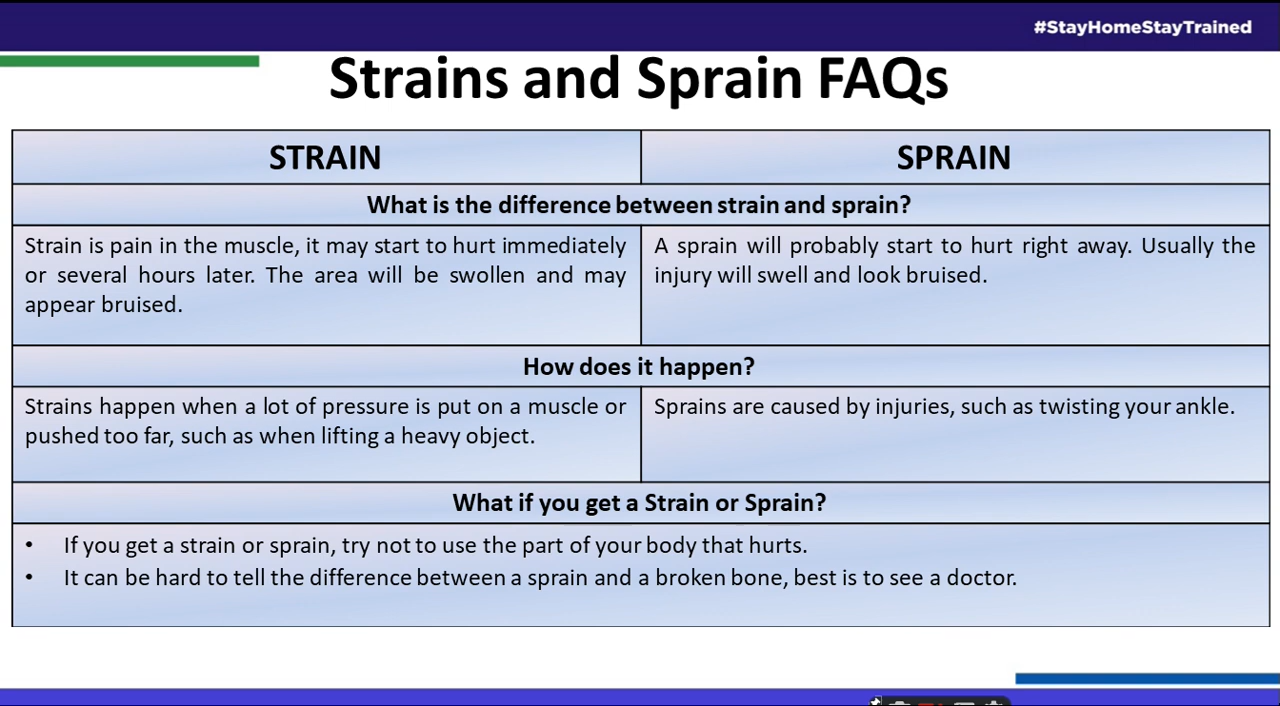 #StayHomeStayTrained
Strains and Sprain FAQs
STRAIN
SPRAIN
What is the difference between strain and sprain?
Strain is pain in the muscle, it may start to hurt immediately
or several hours later. The area will be swollen and may
appear bruised.
A sprain will probably start to hurt right away. Usually the
injury will swell and look bruised.
How does it happen?
Strains happen when a lot of pressure is put on a muscle or
pushed too far, such as when lifting a heavy object.
Sprains are caused by injuries, such as twisting your ankle.
What if you get a Strain or Sprain?
• If you get a strain or sprain, try not to use the part of your body that hurts.
• It can be hard to tell the difference between a sprain and a broken bone, best is to see a doctor.